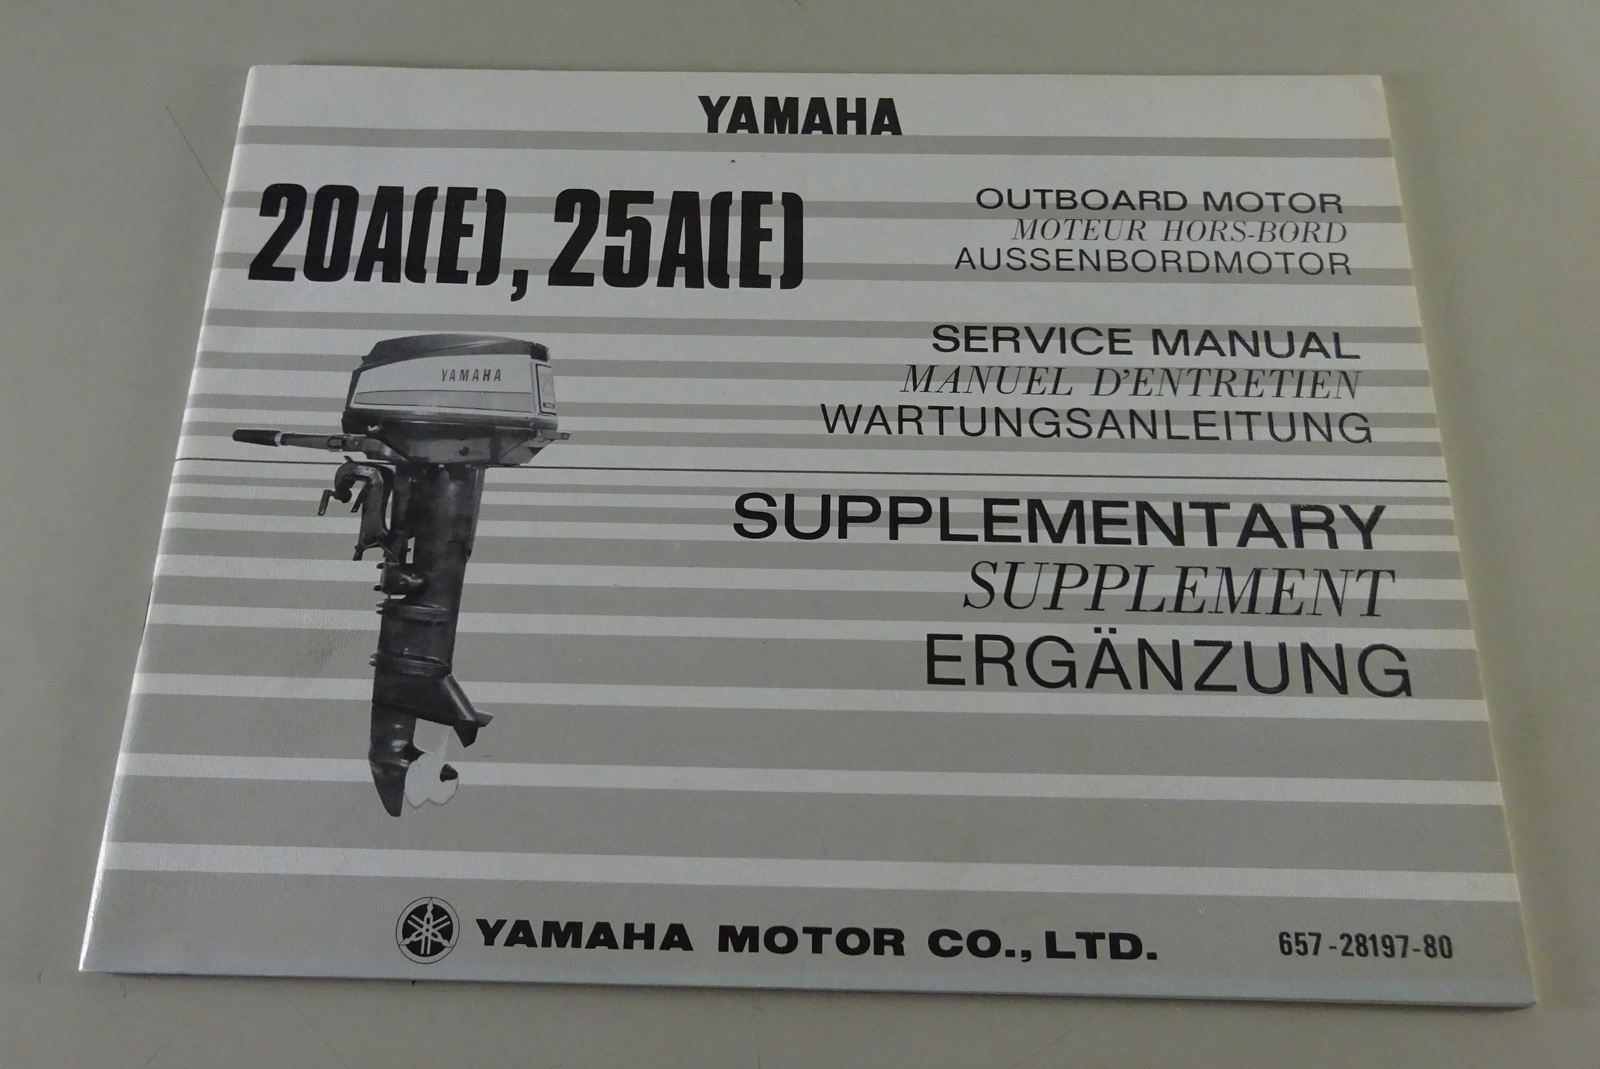 YAMAHA
20A(E), 25A(E)
OUTBOARD MOTOR
MOTEUR HORS-BORD
AUSSENBORDMOTOR
SERVICE MANUAL
MANUEL D'ENTRETIEN
WARTUNGSANLEITUNG
YAMAHA
SUPPLEMENTARY
SUPPLEMENT
ERGÄNZUNG
YAMAHA MOTOR CO., LTD.
657-28197-80